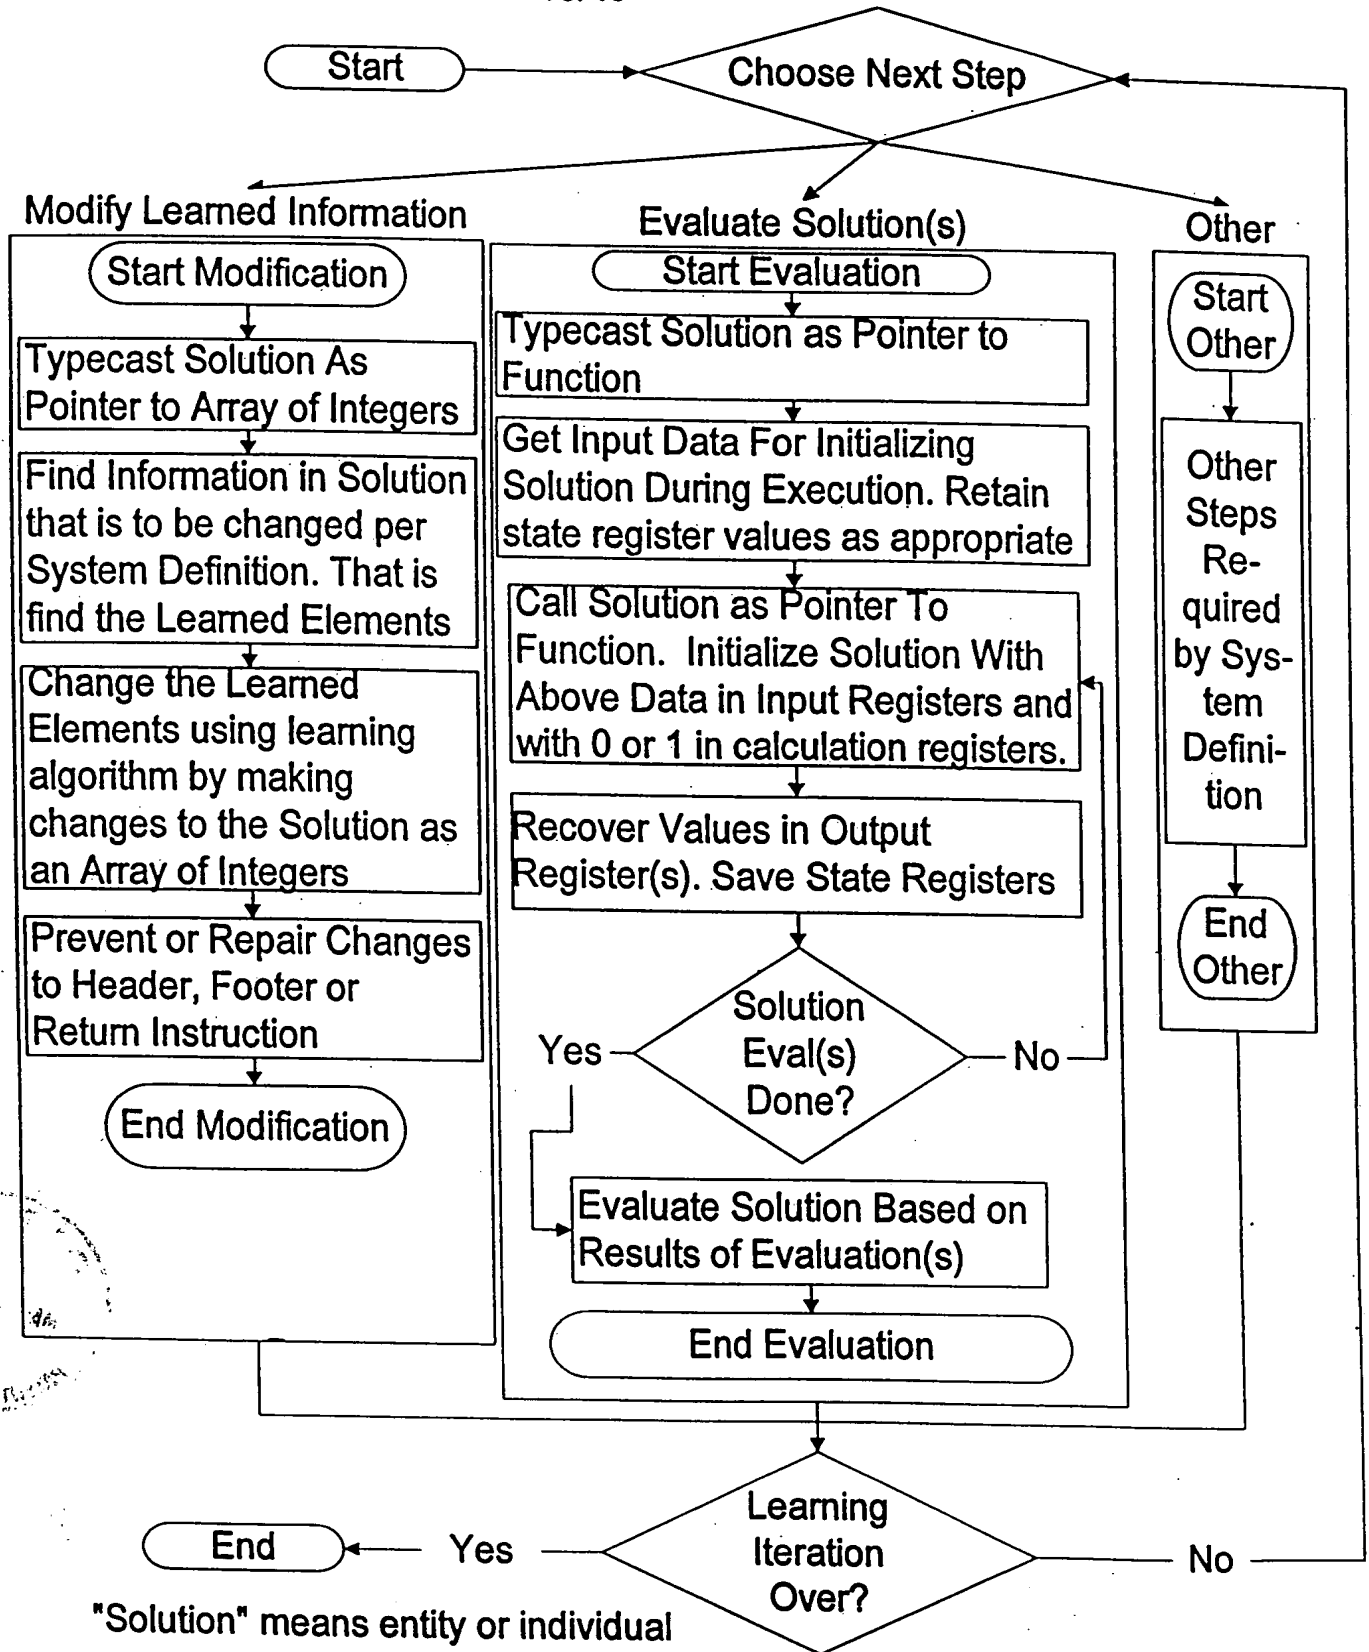 Start
Choose Next Step
Modify Learned Information
Start Modification
Typecast Solution As
Pointer to Array of Integers
Find Information in Solution
that is to be changed per
System Definition. That is
find the Learned Elements
Change the Learned
Elements using learning
algorithm by making
changes to the Solution as
an Array of Integers
Prevent or Repair Changes
to Header, Footer or
Return Instruction
End Modification
Evaluate Solution(s)
Start Evaluation
Typecast Solution as Pointer to
Function
Get Input Data For Initializing
Solution During Execution. Retain
state register values as appropriate
Call Solution as Pointer To
Function. Initialize Solution With
Above Data in Input Registers and
with 0 or 1 in calculation registers.
Recover Values in Output
Register(s). Save State Registers
Solution
Eval(s)
Done?
Yes
No
Evaluate Solution Based on
Results of Evaluation(s)
End Evaluation
Other
Start
Other
Other
Steps
Re-
quired
by Sys-
tem
Defini-
tion
End
Other
Learning
Iteration
Over?
Yes
No
End
"Solution" means entity or individual